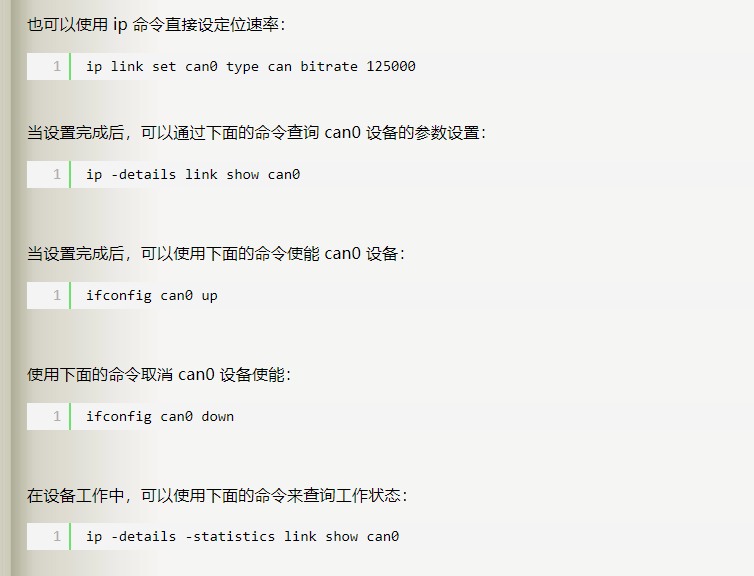 也可以使用 ip 命令直接设定位速率：
1 ip link set can0 type can bitrate 125000
当设置完成后，可以通过下面的命令查询 can0 设备的参数设置：
1 ip -details link show can0
当设置完成后，可以使用下面的命令使能 can0 设备：
1 ifconfig can0 up
使用下面的命令取消 can0 设备使能：
1 ifconfig can0 down
在设备工作中，可以使用下面的命令来查询工作状态：
1 ip -details -statistics link show can0